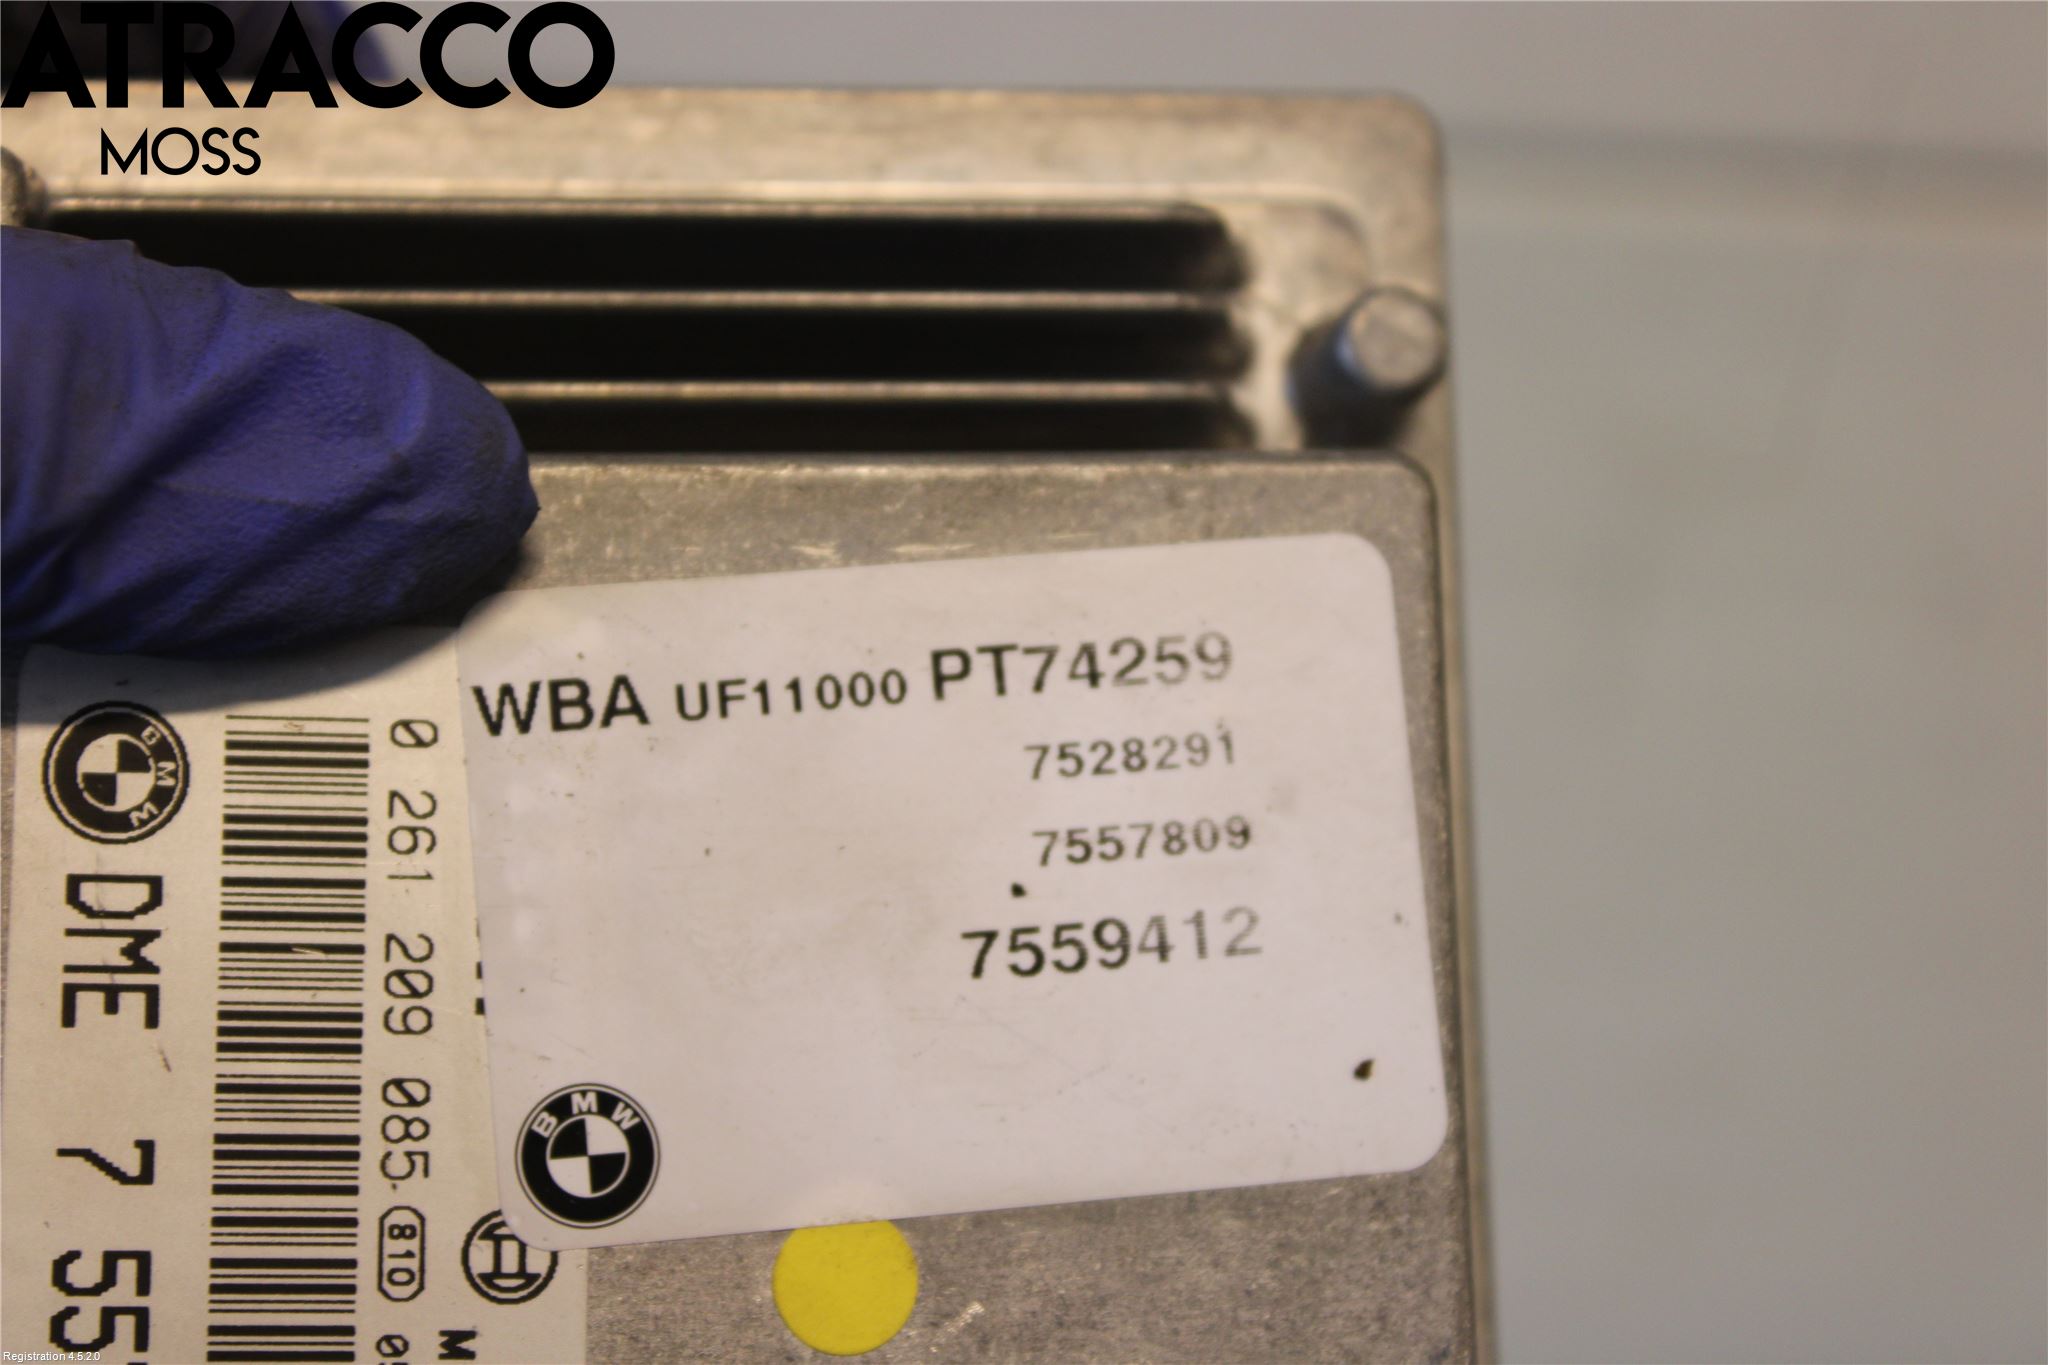 ATRACCO
MOSS
WBA UF11000 PT74259
7528291
7557809
7559412
BMW
BMW
DME 7 55
0 261 209 085
810
M
Registration 4.5.2.0